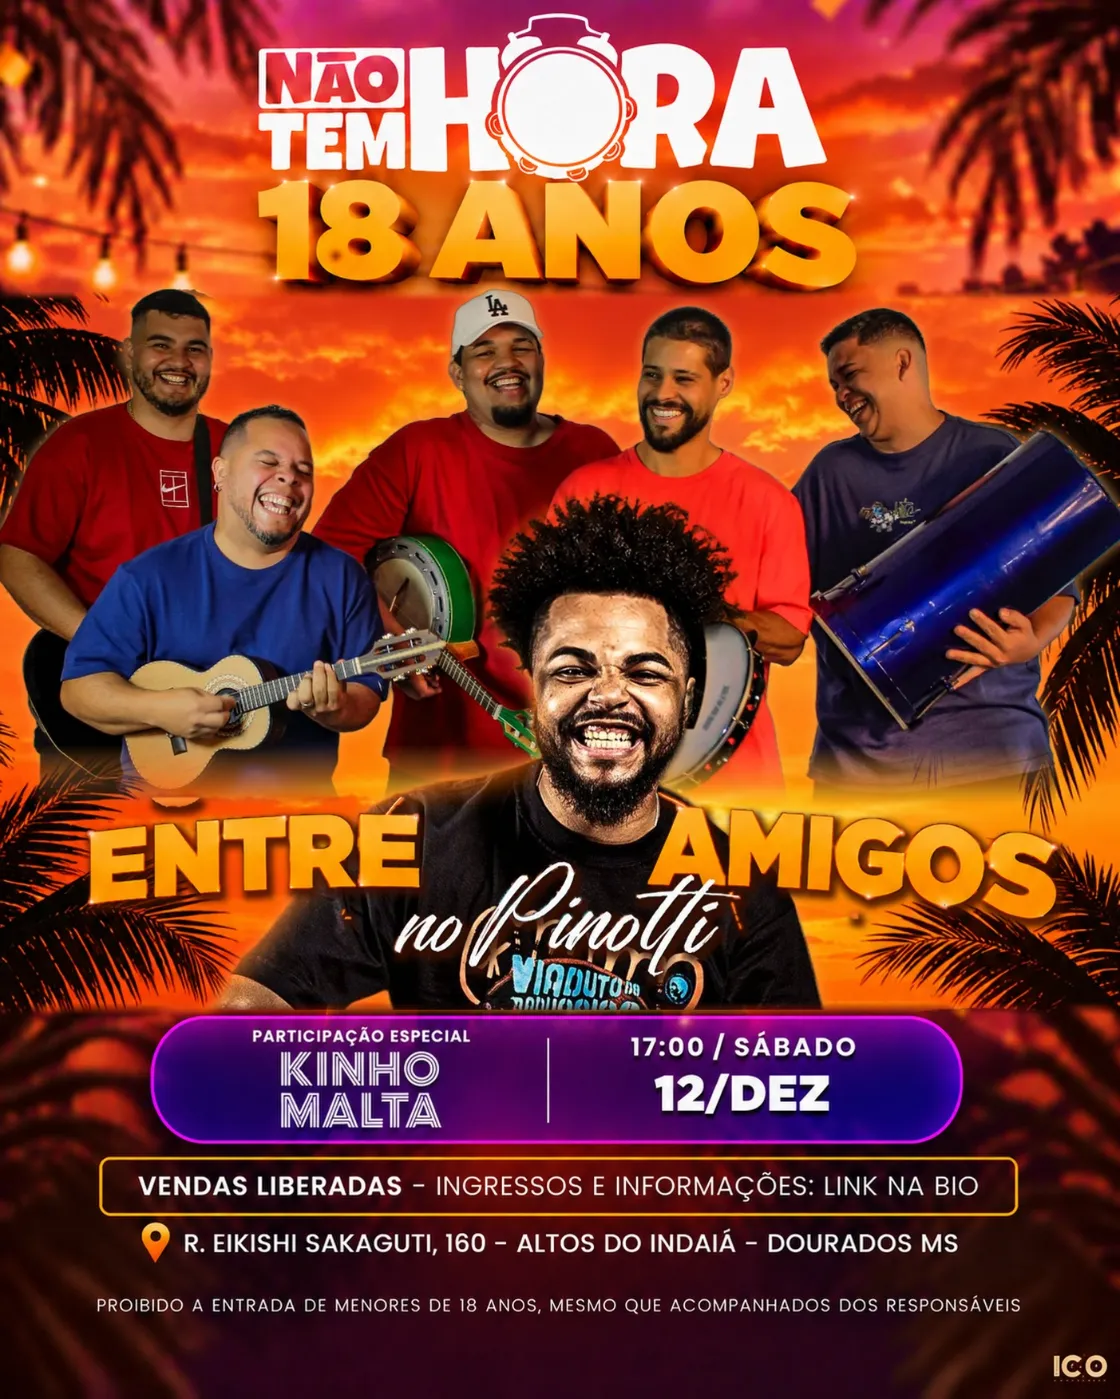 NÃO
TEM HORA
18 ANOS
LA
ENTRE AMIGOS
no Pinotti
VIADUTO
PARTICIPAÇÃO ESPECIAL
KINHO
MALTA
17:00 / SÁBADO
12/DEZ
VENDAS LIBERADAS - INGRESSOS E INFORMAÇÕES: LINK NA BIO
R. EIKISHI SAKAGUTI, 160 - ALTOS DO INDAIÁ - DOURADOS MS
PROIBIDO A ENTRADA DE MENORES DE 18 ANOS, MESMO QUE ACOMPANHADOS DOS RESPONSÁVEIS
ICO